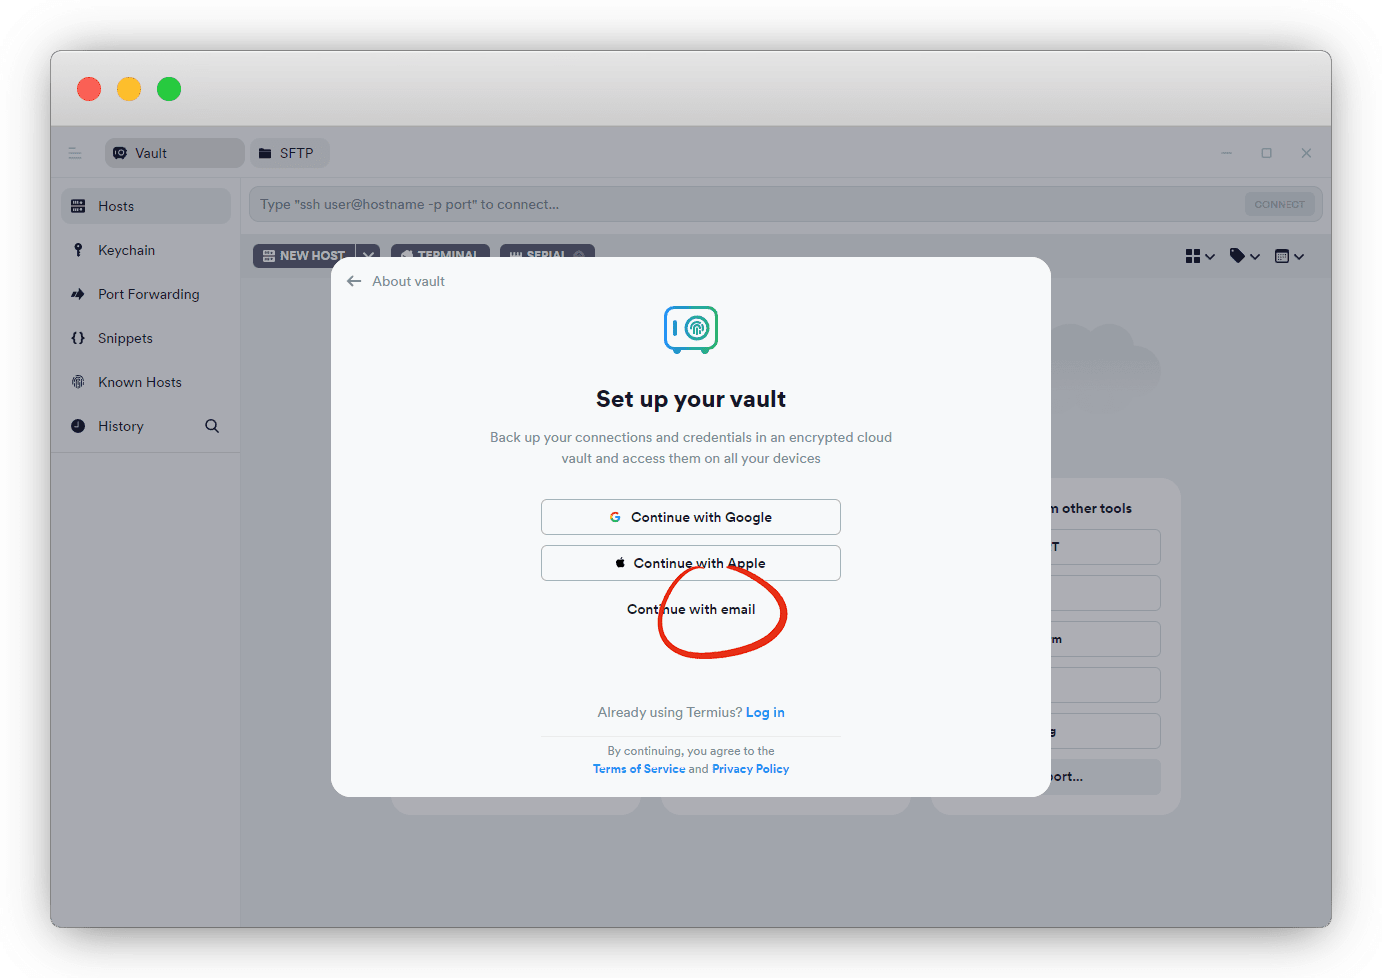 Vault
SFTP
Hosts
Type "ssh user@hostname -p port" to connect...
CONNECT
Keychain
NEW HOST
TERMINAL
SERIAL
About vault
Port Forwarding
Snippets
Known Hosts
History
Set up your vault
Back up your connections and credentials in an encrypted cloud
vault and access them on all your devices
Continue with Google
Continue with Apple
Continue with email
Already using Termius? Log in
By continuing, you agree to the
Terms of Service and Privacy Policy
other tools